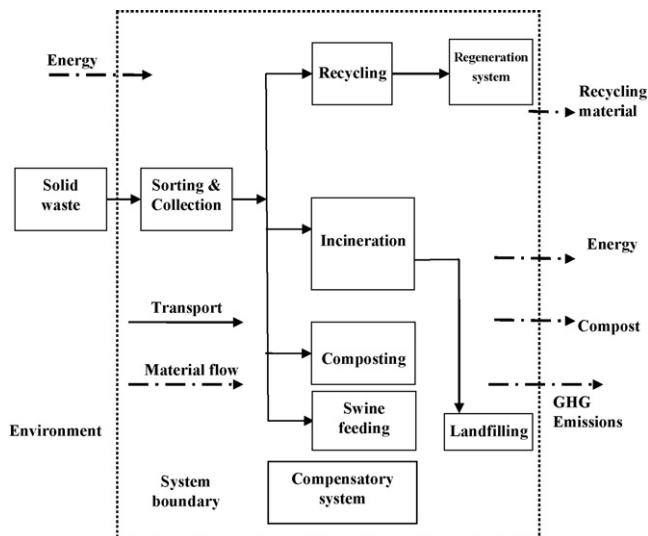 Energy
Recycling
Regeneration
system
Recycling
material
Solid
waste
Sorting &
Collection
Incineration
Energy
Transport
Compost
Material flow
Composting
GHG
Emissions
Swine
feeding
Environment
Landfilling
System
boundary
Compensatory
system